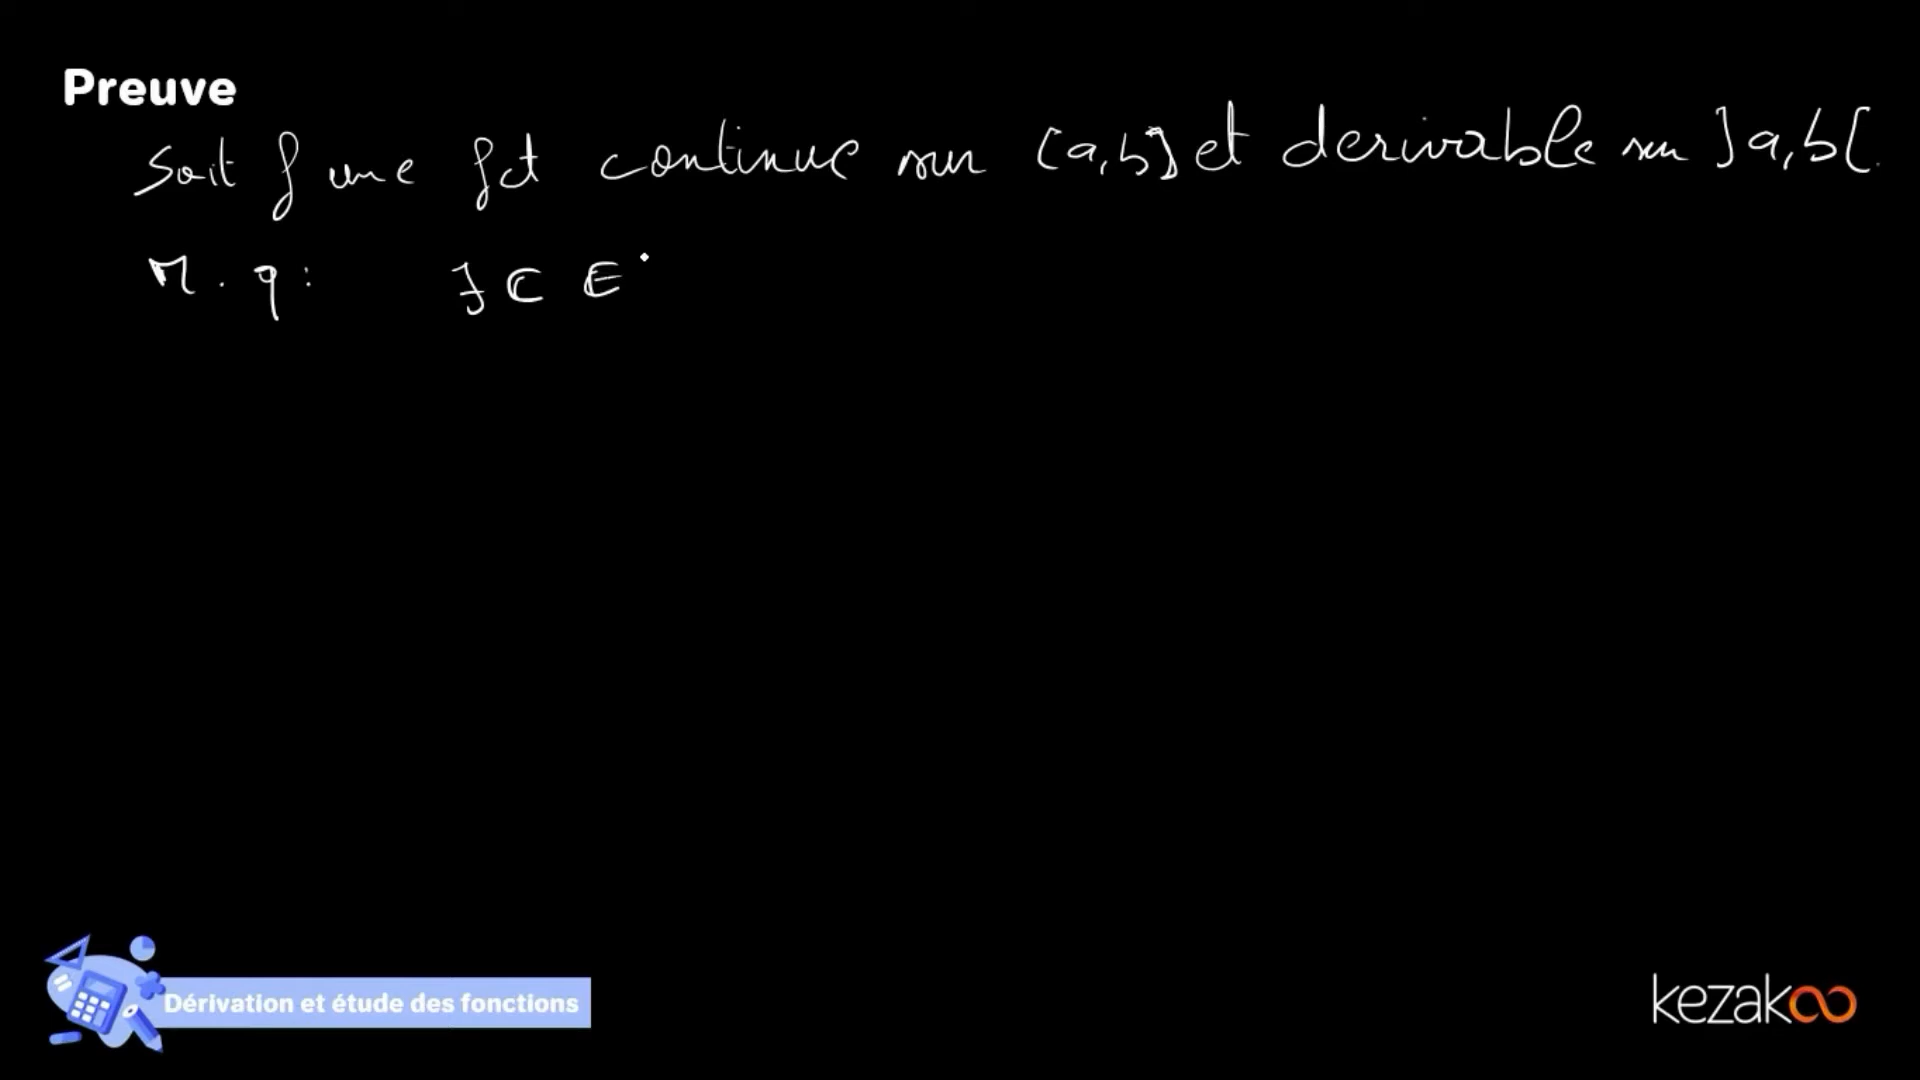 Preuve
Soit f une fct continue sur [a,b] et derivable sur ]a,b[.
M.q: ∃ c ∈
Dérivation et étude des fonctions
kezakoo